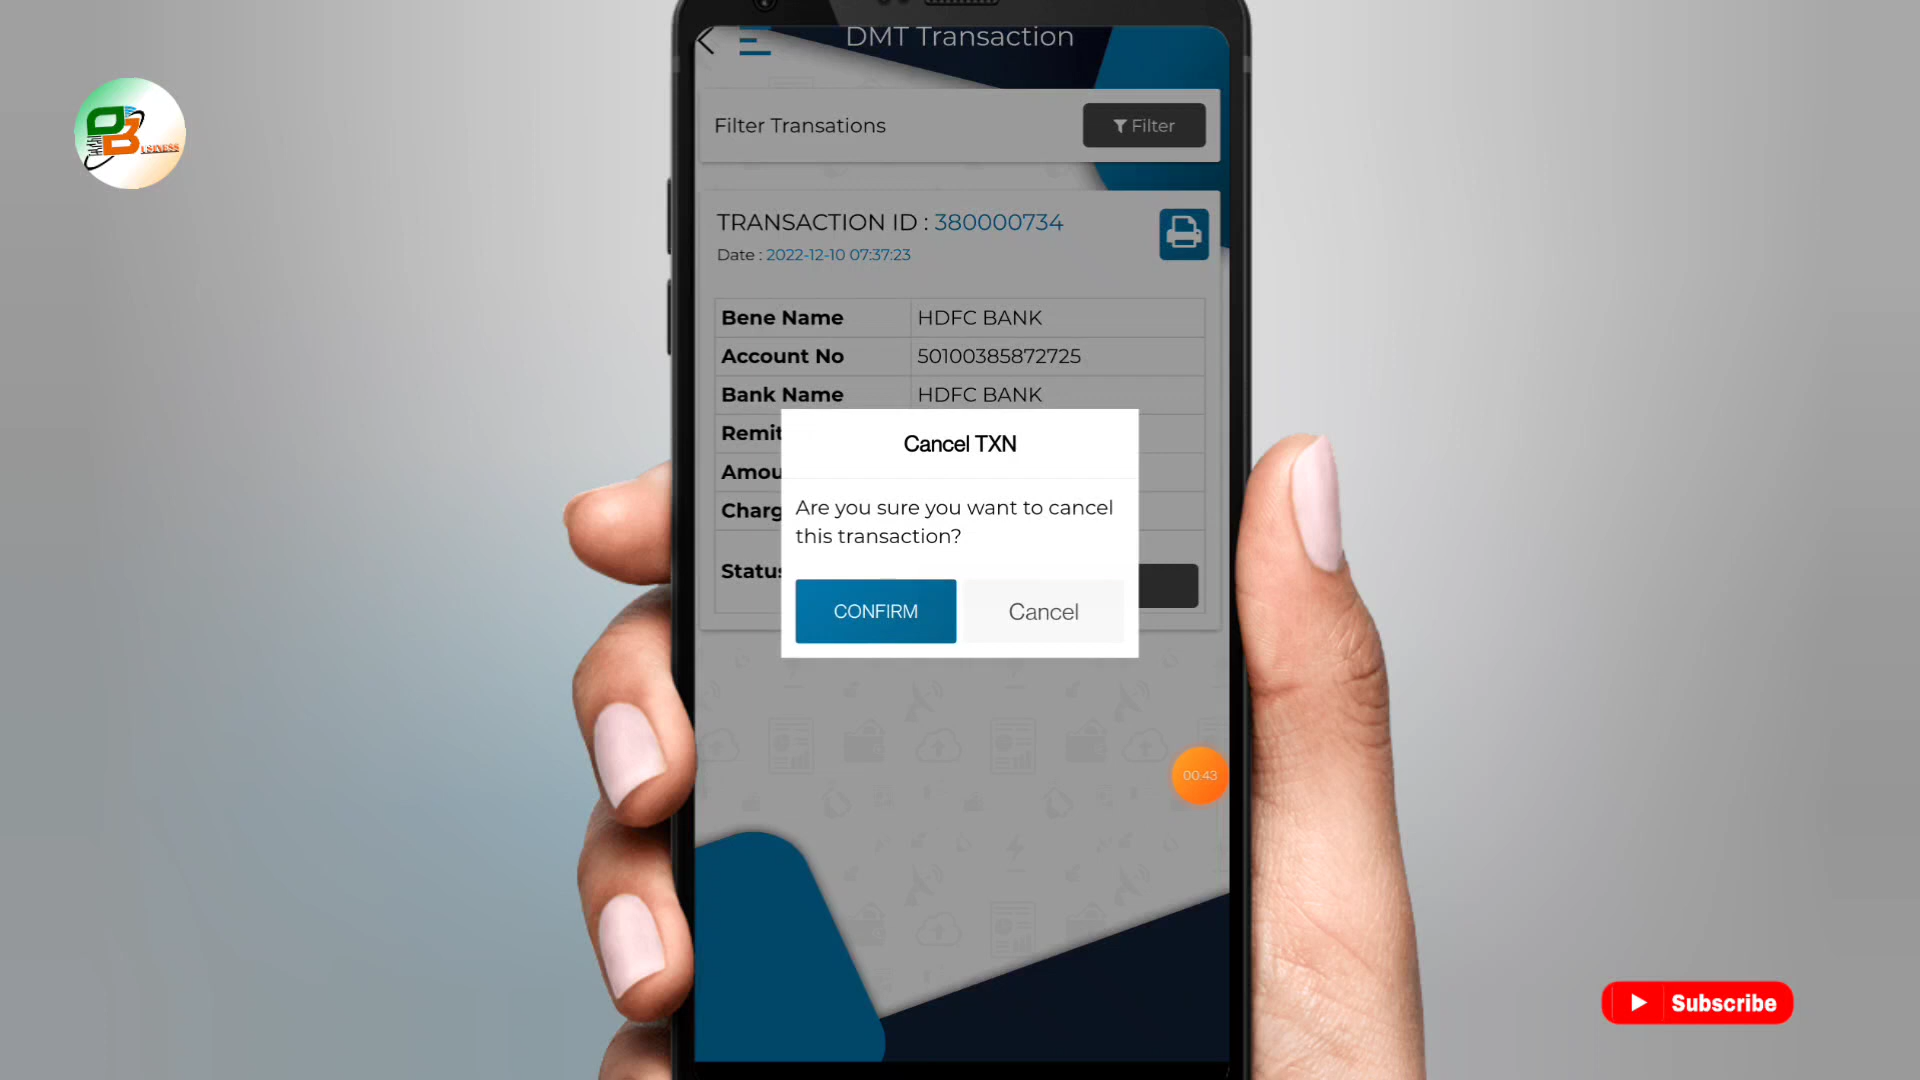 DMT Transaction
Filter Transations
Filter
TRANSACTION ID : 380000734
Date : 2022-12-10 07:37:23
Bene Name HDFC BANK
Account No 50100385872725
Bank Name HDFC BANK
Remit
Amou
Charg
Status
Cancel TXN
Are you sure you want to cancel
this transaction?
CONFIRM Cancel
00:43
USINESS
Subscribe